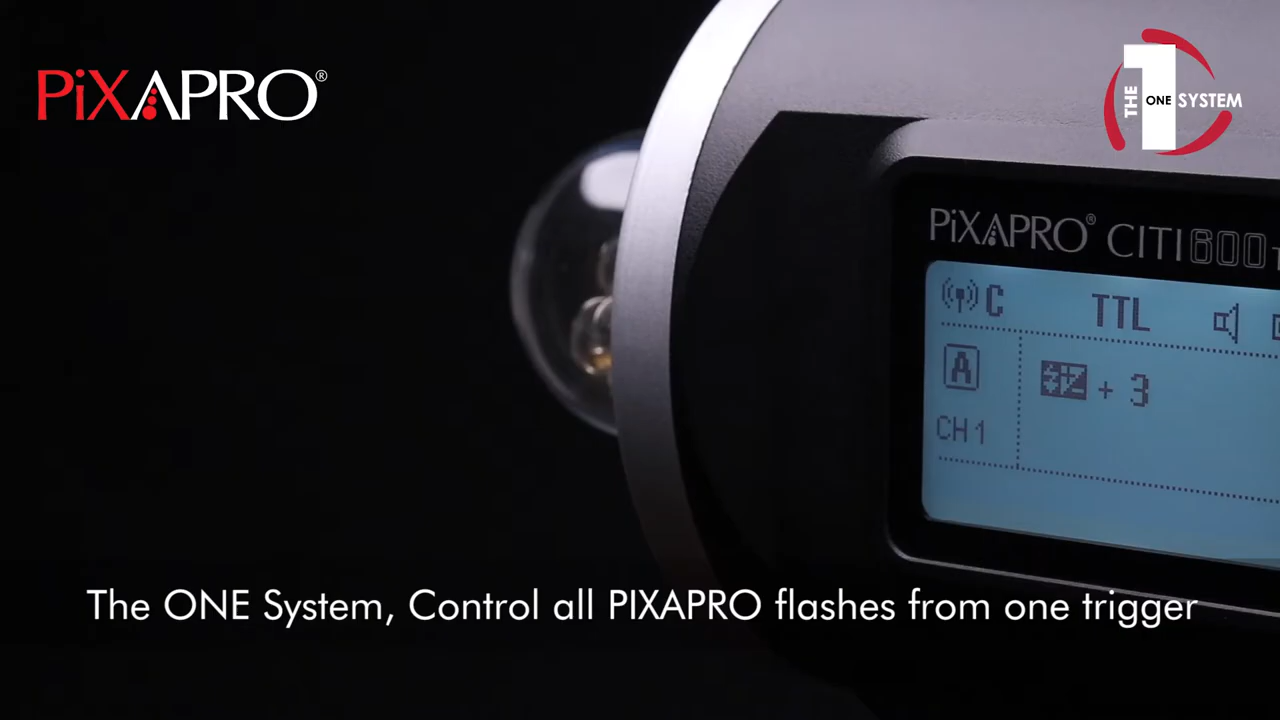 PiXAPRO®
THE 1 ONE SYSTEM
PiXAPRO® CITI600
C TTL
A + 3
CH 1
The ONE System, Control all PIXAPRO flashes from one trigger